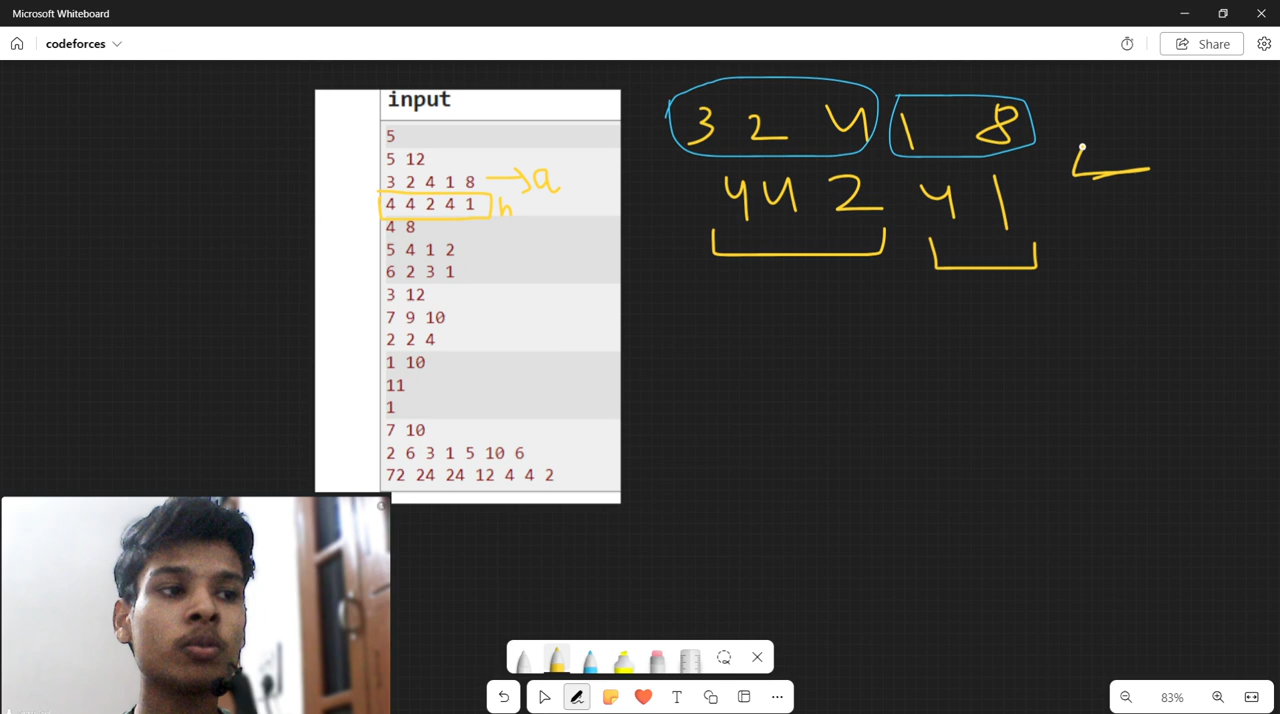 Microsoft Whiteboard
codeforces
Share
input
5
5 12
3 2 4 1 8 → a
4 4 2 4 1 h
4 8
5 4 1 2
6 2 3 1
3 12
7 9 10
2 2 4
1 10
11
1
7 10
2 6 3 1 5 10 6
72 24 24 12 4 4 2
3 2 4 1 8
4 4 2 4 1
83%